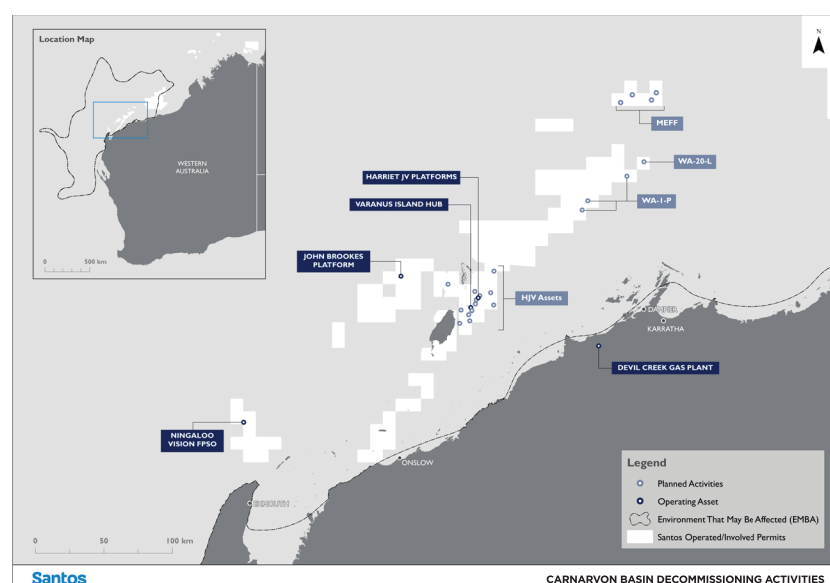 Location Map
N
WESTERN
AUSTRALIA
0 500 km
MEFF
WA-20-L
HARRIET JV PLATFORMS
WA-1-P
VARANUS ISLAND HUB
JOHN BROOKES
PLATFORM
HJV Assets
DAMPIER
KARRATHA
DEVIL CREEK GAS PLANT
NINGALOO
VISION FPSO
ONSLOW
EXMOUTH
Legend
Planned Activities
Operating Asset
Environment That May Be Affected (EMBA)
Santos Operated/Involved Permits
0 50 100 km
Santos
CARNARVON BASIN DECOMMISSIONING ACTIVITIES